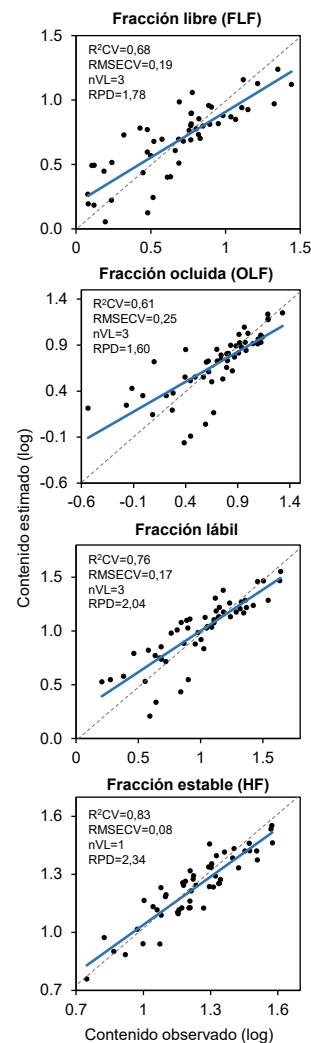 Fracción libre (FLF)
R²CV=0,68
RMSECV=0,19
nVL=3
RPD=1,78
1.5
1.0
0.5
0.0
0 0.5 1 1.5
Fracción ocluida (OLF)
R²CV=0,61
RMSECV=0,25
nVL=3
RPD=1,60
1.4
0.9
0.4
-0.1
-0.6
-0.6 -0.1 0.4 0.9 1.4
Contenido estimado (log)
Fracción lábil
R²CV=0,76
RMSECV=0,17
nVL=3
RPD=2,04
1.5
1.0
0.5
0.0
0 0.5 1 1.5
Fracción estable (HF)
R²CV=0,83
RMSECV=0,08
nVL=1
RPD=2,34
1.6
1.3
1.0
0.7
0.7 1 1.3 1.6
Contenido observado (log)